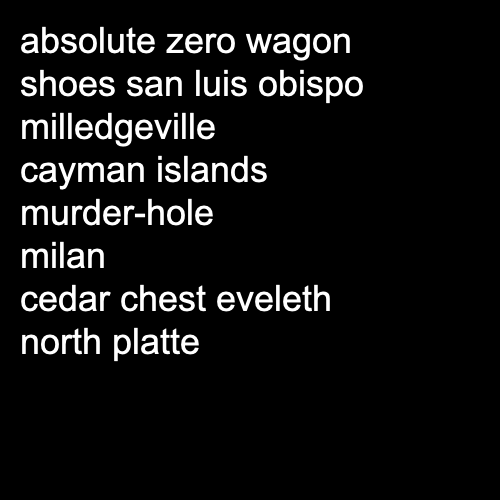 absolute zero wagon
shoes san luis obispo
milledgeville
cayman islands
murder-hole
milan
cedar chest eveleth
north platte